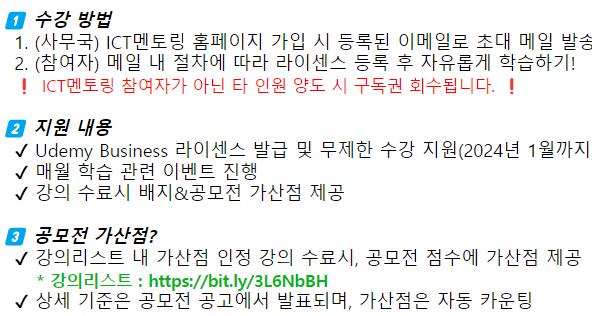 1 수강 방법
1. (사무국) ICT멘토링 홈페이지 가입 시 등록된 이메일로 초대 메일 발송
2. (참여자) 메일 내 절차에 따라 라이센스 등록 후 자유롭게 학습하기!
❗ ICT멘토링 참여자가 아닌 타 인원 양도 시 구독권 회수됩니다. ❗
2 지원 내용
✔ Udemy Business 라이센스 발급 및 무제한 수강 지원(2024년 1월까지
✔ 매월 학습 관련 이벤트 진행
✔ 강의 수료시 배지&공모전 가산점 제공
3 공모전 가산점?
✔ 강의리스트 내 가산점 인정 강의 수료시, 공모전 점수에 가산점 제공
* 강의리스트 : https://bit.ly/3L6NbBH
✔ 상세 기준은 공모전 공고에서 발표되며, 가산점은 자동 카운팅